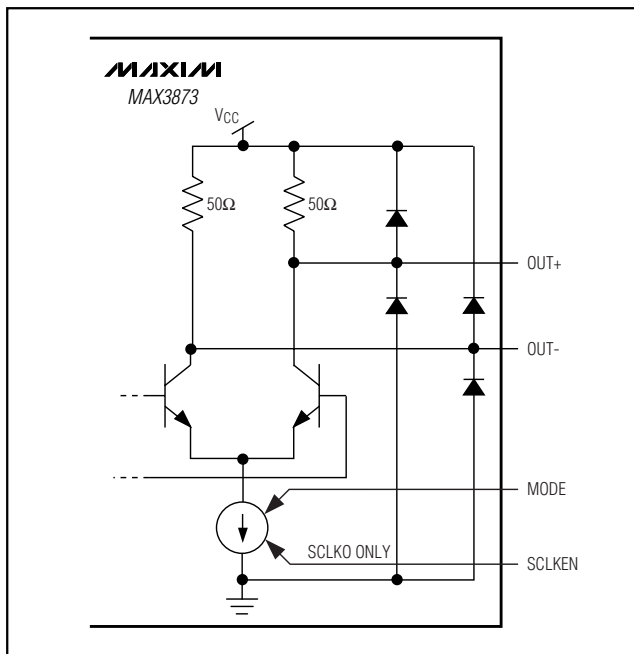 MAXIM
MAX3873
VCC
50Ω
50Ω
OUT+
OUT-
MODE
SCLKO ONLY
SCLKEN